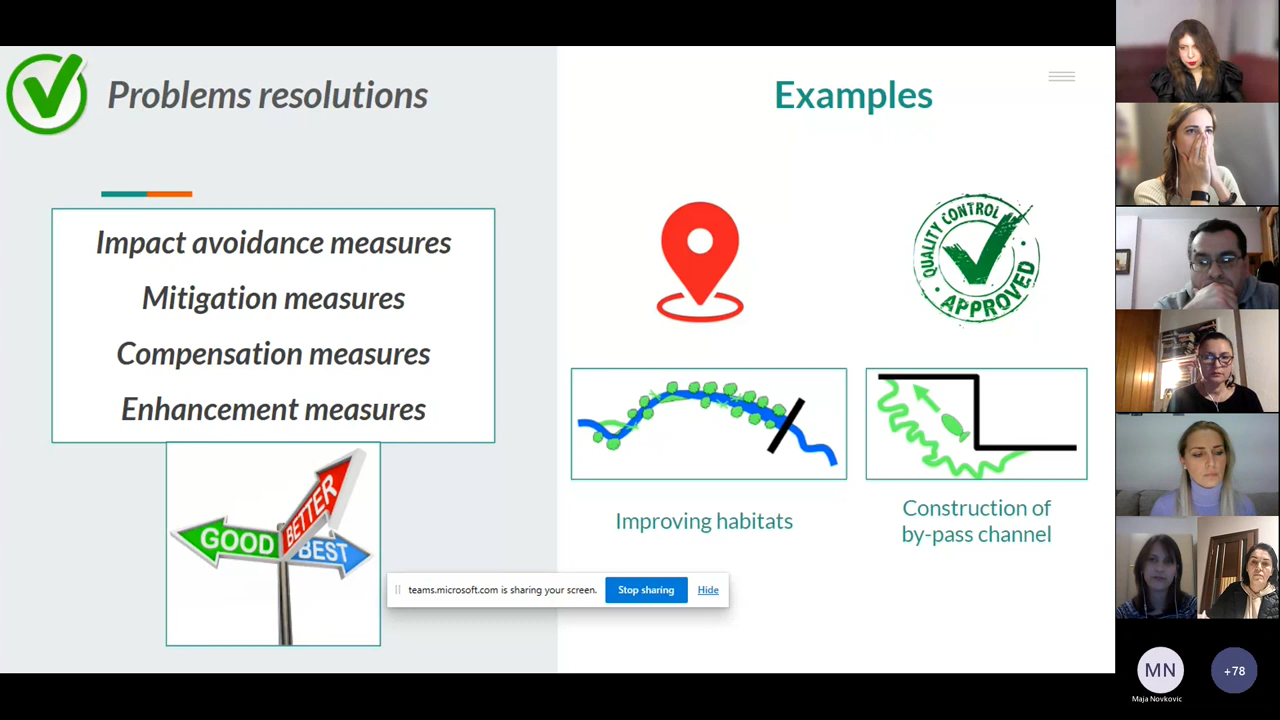 Problems resolutions
Impact avoidance measures
Mitigation measures
Compensation measures
Enhancement measures
GOOD
BETTER
BEST
Examples
QUALITY CONTROL
APPROVED
Improving habitats
Construction of
by-pass channel
teams.microsoft.com is sharing your screen.
Stop sharing
Hide
MN
Maja Novkovic
+78